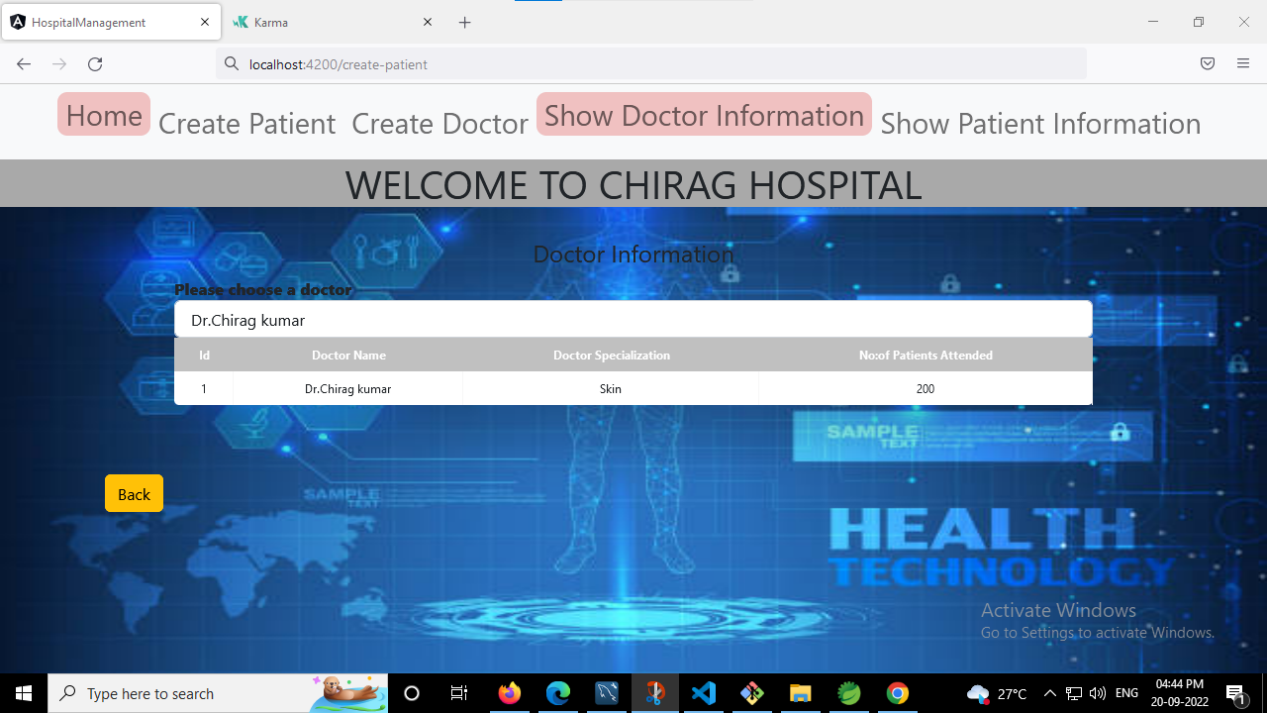 HospitalManagement
Karma
localhost:4200/create-patient
Home Create Patient Create Doctor Show Doctor Information Show Patient Information
WELCOME TO CHIRAG HOSPITAL
Doctor Information
Please choose a doctor
Dr.Chirag kumar
Id Doctor Name Doctor Specialization No:of Patients Attended
1 Dr.Chirag kumar Skin 200
SAMPLE
TEXT
Back
SAMPLE
TEXT
HEALTH
TECHNOLOGY
Activate Windows
Go to Settings to activate Windows.
Type here to search
27°C
ENG
04:44 PM
20-09-2022
1